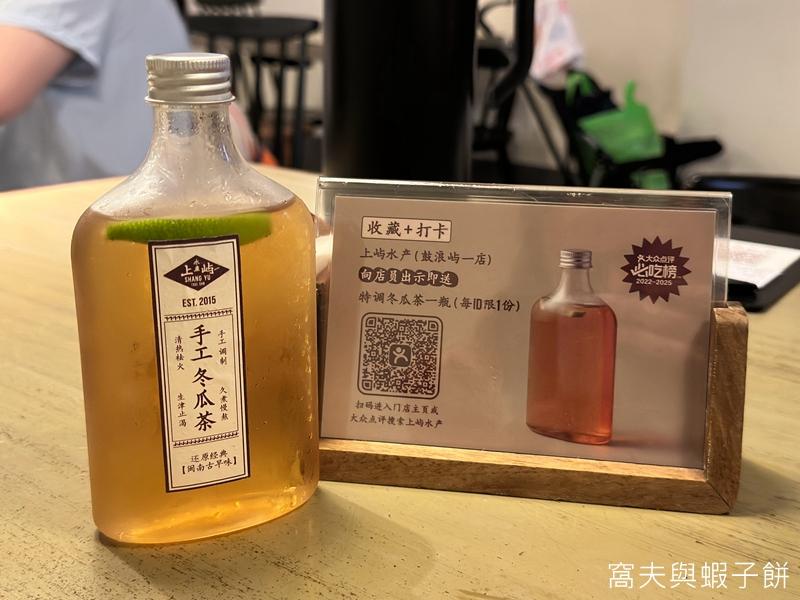 水产
上屿
SHANG YU
EST. 2015
手工冬瓜茶
手工调制
清热祛火
久煮慢熬
生津止渴
还原经典
【闽南古早味】
收藏+打卡
上屿水产(鼓浪屿一店)
向店員出示即送
特调冬瓜茶一瓶(每ID限1份)
扫码进入门店主页或
大众点评搜索上屿水产
大众点评
必吃榜
2022-2025
窩夫與蝦子餅